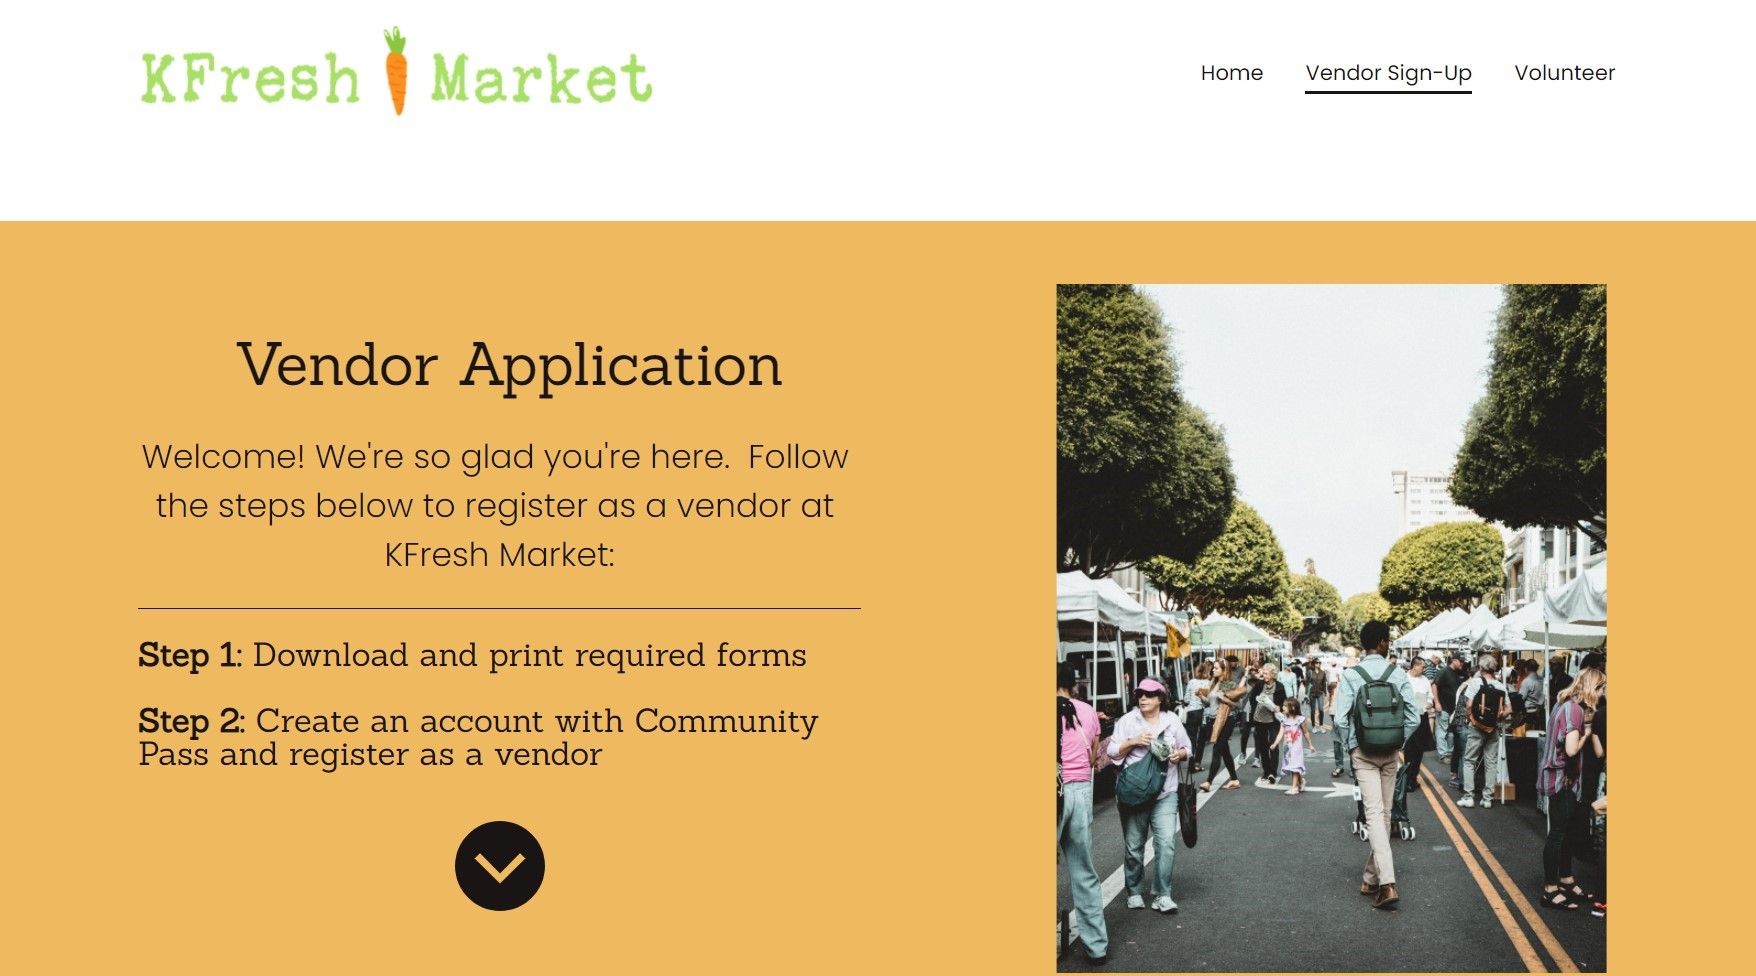 KFresh Market
Home Vendor Sign-Up Volunteer
Vendor Application
Welcome! We're so glad you're here. Follow
the steps below to register as a vendor at
KFresh Market:
Step 1: Download and print required forms
Step 2: Create an account with Community
Pass and register as a vendor